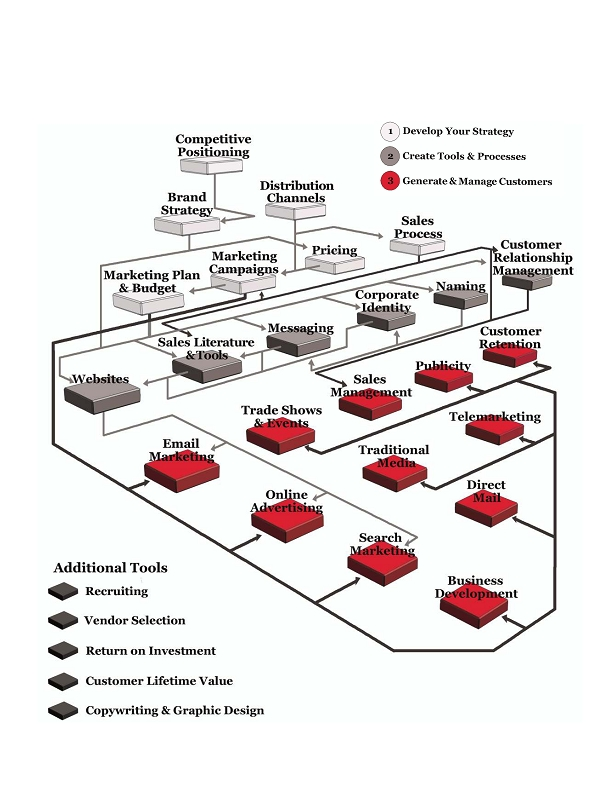 1 Develop Your Strategy
2 Create Tools & Processes
3 Generate & Manage Customers
Competitive
Positioning
Distribution
Channels
Brand
Strategy
Sales
Process
Customer
Relationship
Management
Pricing
Marketing
Campaigns
Marketing Plan
& Budget
Naming
Corporate
Identity
Messaging
Sales Literature
&Tools
Customer
Retention
Websites
Publicity
Sales
Management
Trade Shows
& Events
Telemarketing
Email
Marketing
Traditional
Media
Direct
Mail
Online
Advertising
Search
Marketing
Business
Development
Additional Tools
Recruiting
Vendor Selection
Return on Investment
Customer Lifetime Value
Copywriting & Graphic Design